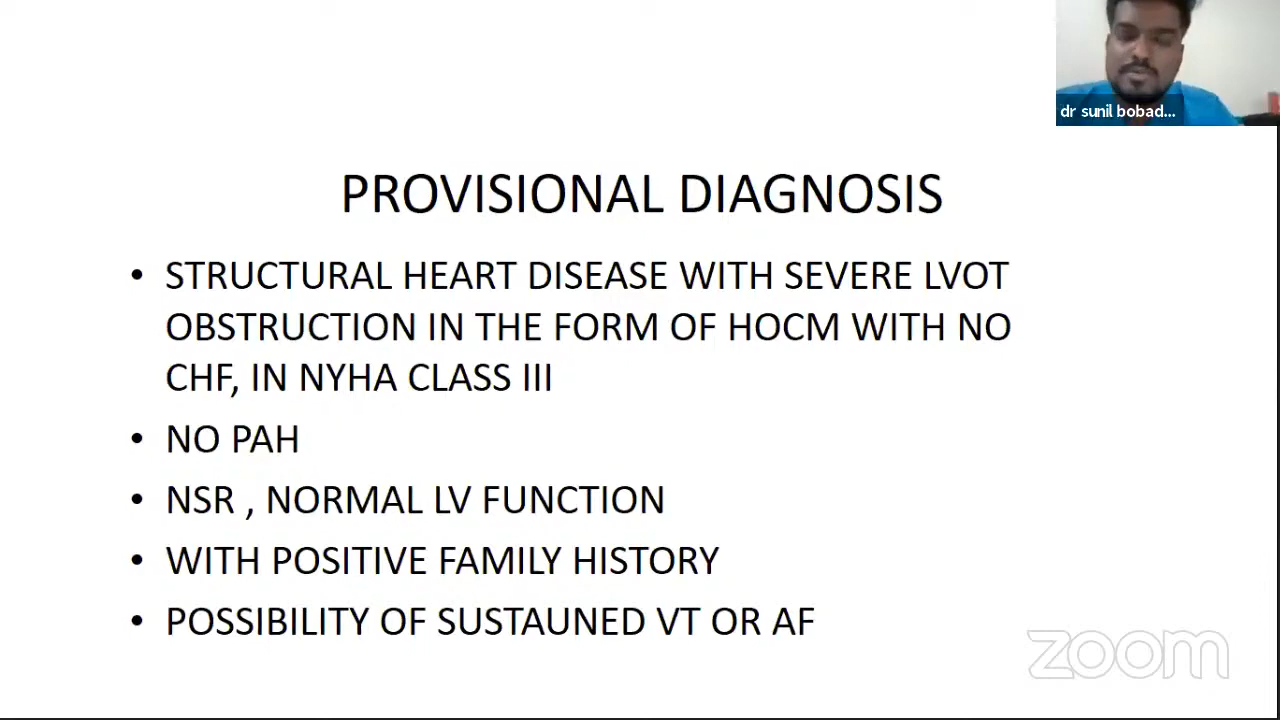 dr sunil bobad...
PROVISIONAL DIAGNOSIS
• STRUCTURAL HEART DISEASE WITH SEVERE LVOT
OBSTRUCTION IN THE FORM OF HOCM WITH NO
CHF, IN NYHA CLASS III
• NO PAH
• NSR , NORMAL LV FUNCTION
• WITH POSITIVE FAMILY HISTORY
• POSSIBILITY OF SUSTAUNED VT OR AF
zoom